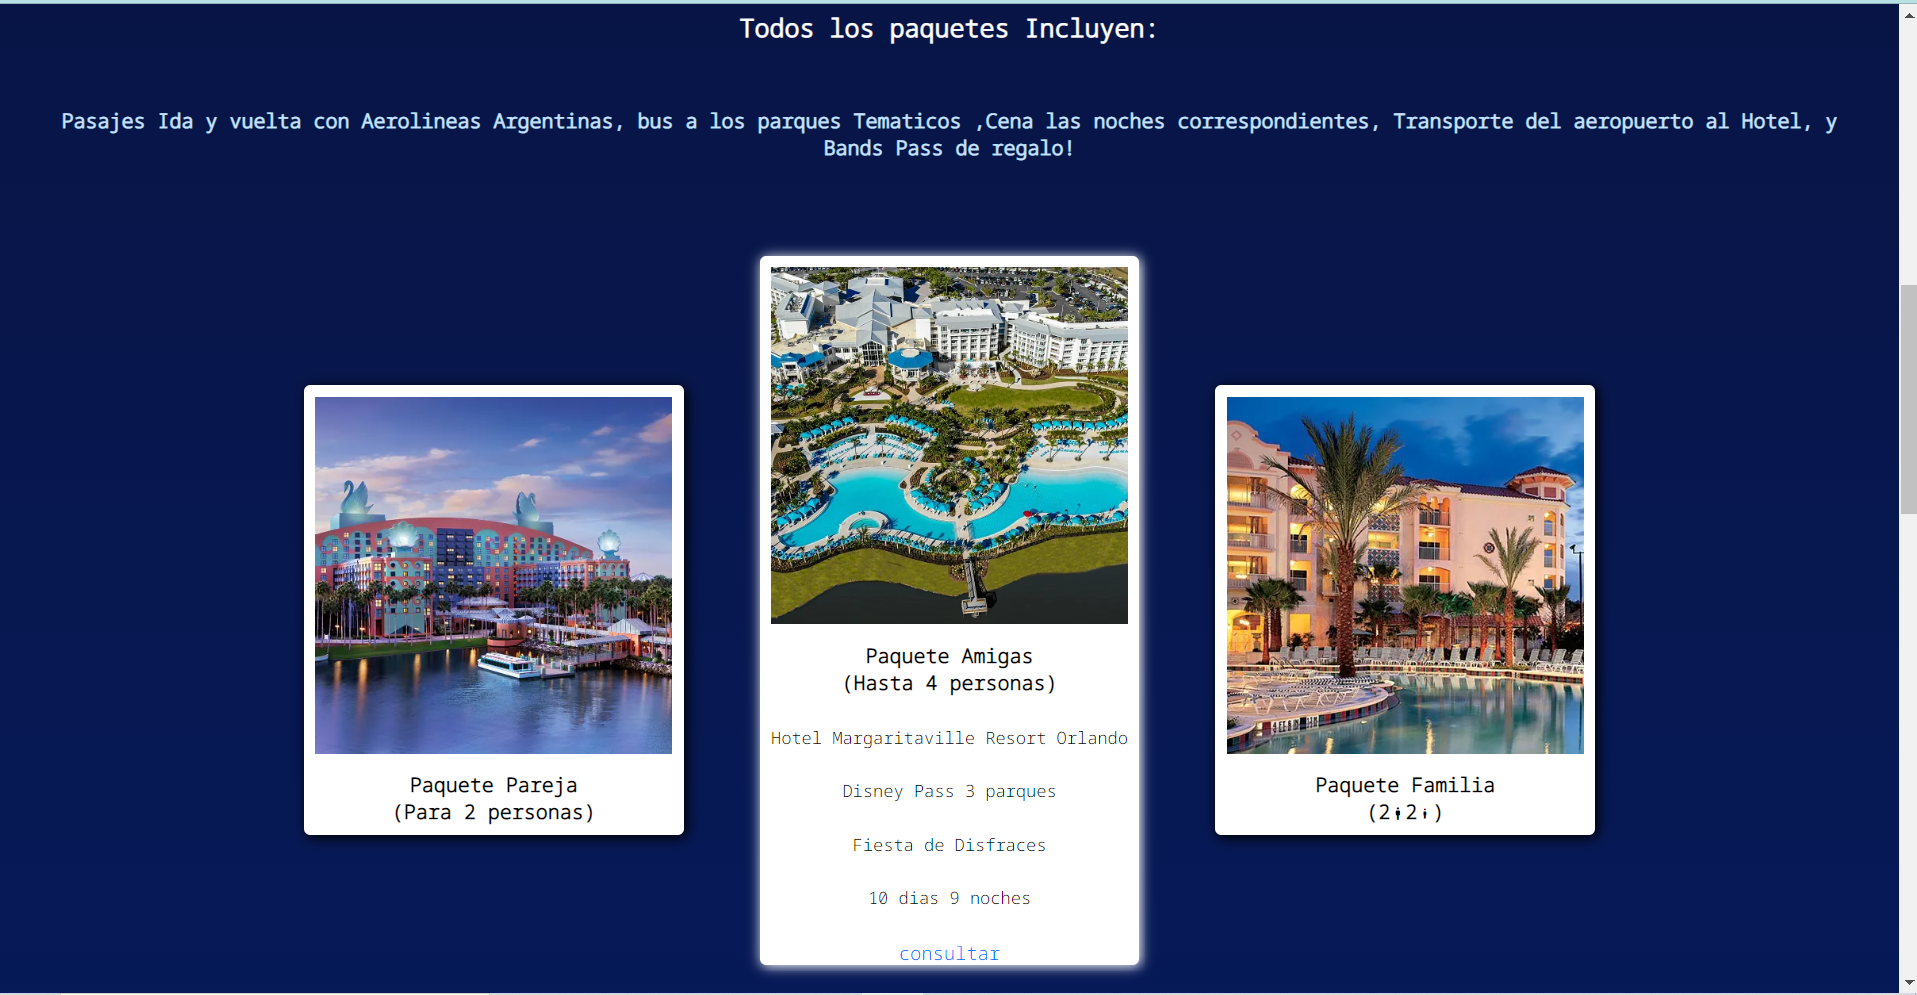 Todos los paquetes Incluyen:
Pasajes Ida y vuelta con Aerolineas Argentinas, bus a los parques Tematicos ,Cena las noches correspondientes, Transporte del aeropuerto al Hotel, y
Bands Pass de regalo!
Paquete Pareja
(Para 2 personas)
Paquete Amigas
(Hasta 4 personas)
Hotel Margaritaville Resort Orlando
Disney Pass 3 parques
Fiesta de Disfraces
10 dias 9 noches
consultar
Paquete Familia
(2🕴2🕴)